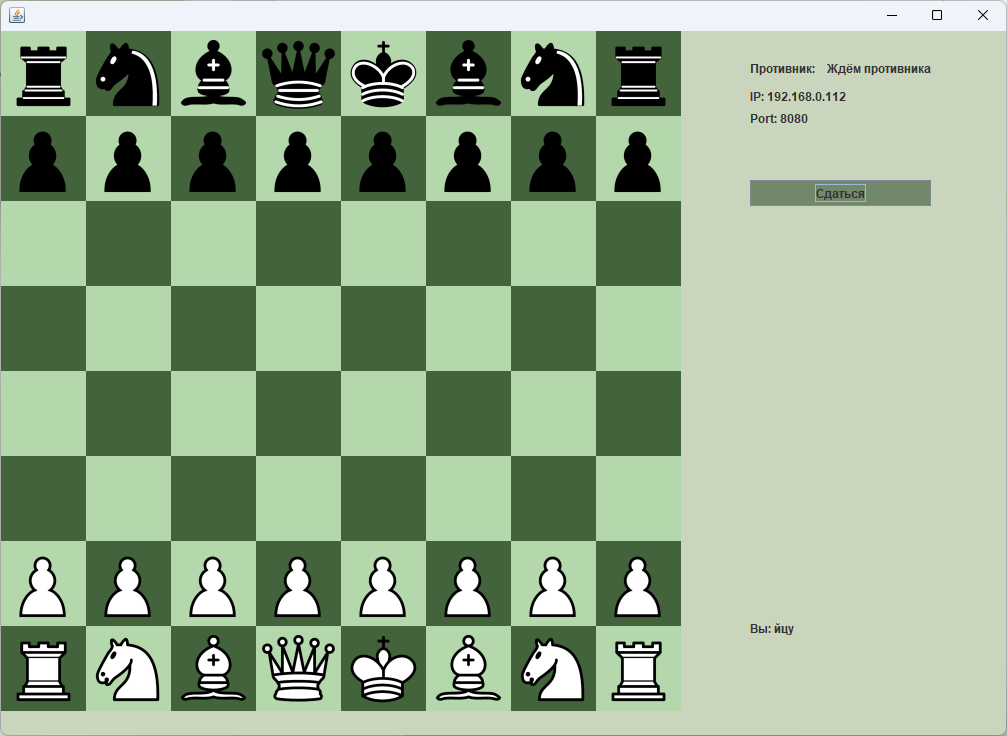 Противник: Ждём противника
IP: 192.168.0.112
Port: 8080
Сдаться
Вы: йцу